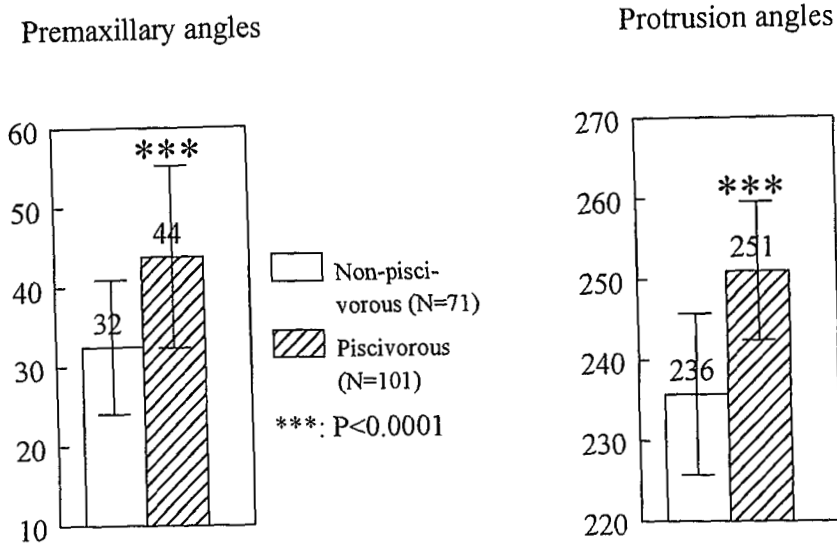 Premaxillary angles
60
50
40
30
20
10
***
44
32
Non-pisci-
vorous (N=71)
Piscivorous
(N=101)
***: P<0.0001
Protrusion angles
270
260
250
240
230
220
***
251
236